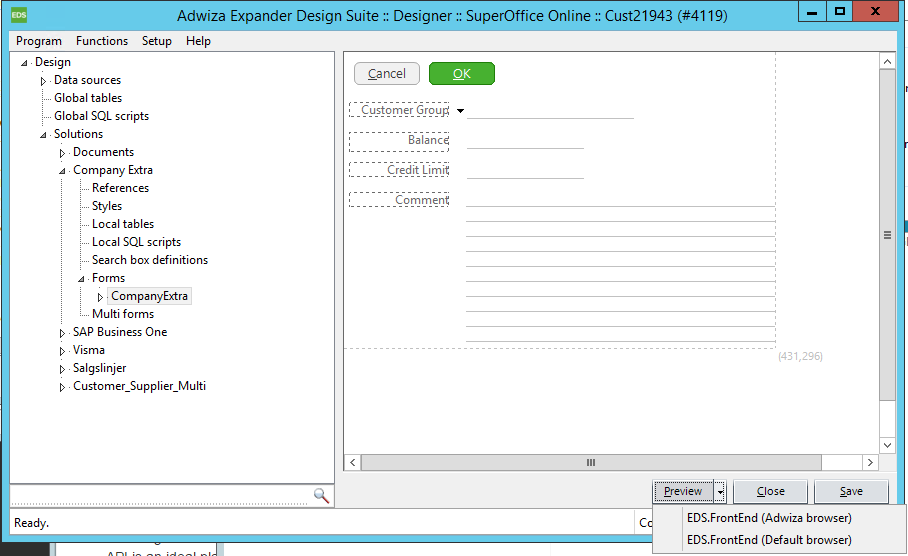 EDS
Adwiza Expander Design Suite :: Designer :: SuperOffice Online :: Cust21943 (#4119)
Program Functions Setup Help
Design
Data sources
Global tables
Global SQL scripts
Solutions
Documents
Company Extra
References
Styles
Local tables
Local SQL scripts
Search box definitions
Forms
CompanyExtra
Multi forms
SAP Business One
Visma
Salgslinjer
Customer_Supplier_Multi
Cancel OK
Customer Group
Balance
Credit Limit
Comment
(431,296)
Preview Close Save
Ready.
EDS.FrontEnd (Adwiza browser)
EDS.FrontEnd (Default browser)